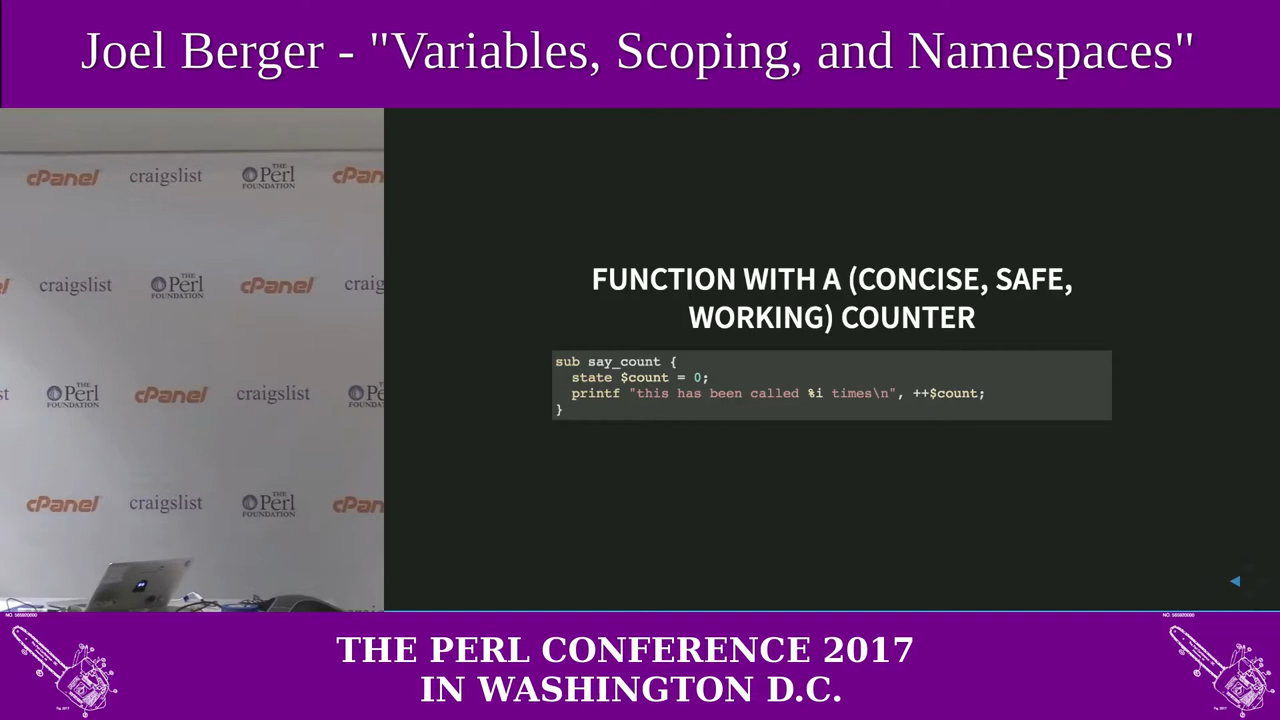 Joel Berger - "Variables, Scoping, and Namespaces"
cPanel craigslist THE Perl FOUNDATION cPan
craigslist THE Perl FOUNDATION cPanel craig
THE Perl FOUNDATION cPanel craigslist Pe
cPanel craigslist THE Perl FOUNDATION cPan
FUNCTION WITH A (CONCISE, SAFE,
WORKING) COUNTER
sub say_count {
  state $count = 0;
  printf "this has been called %i times\n", ++$count;
}
THE PERL CONFERENCE 2017
IN WASHINGTON D.C.